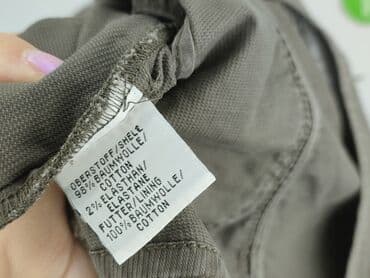 OBERSTOFF/SHELL
98% BAUMWOLLE/
COTTON
2% ELASTHAN/
ELASTANE
FUTTER/LINING
100% BAUMWOLLE/
COTTON